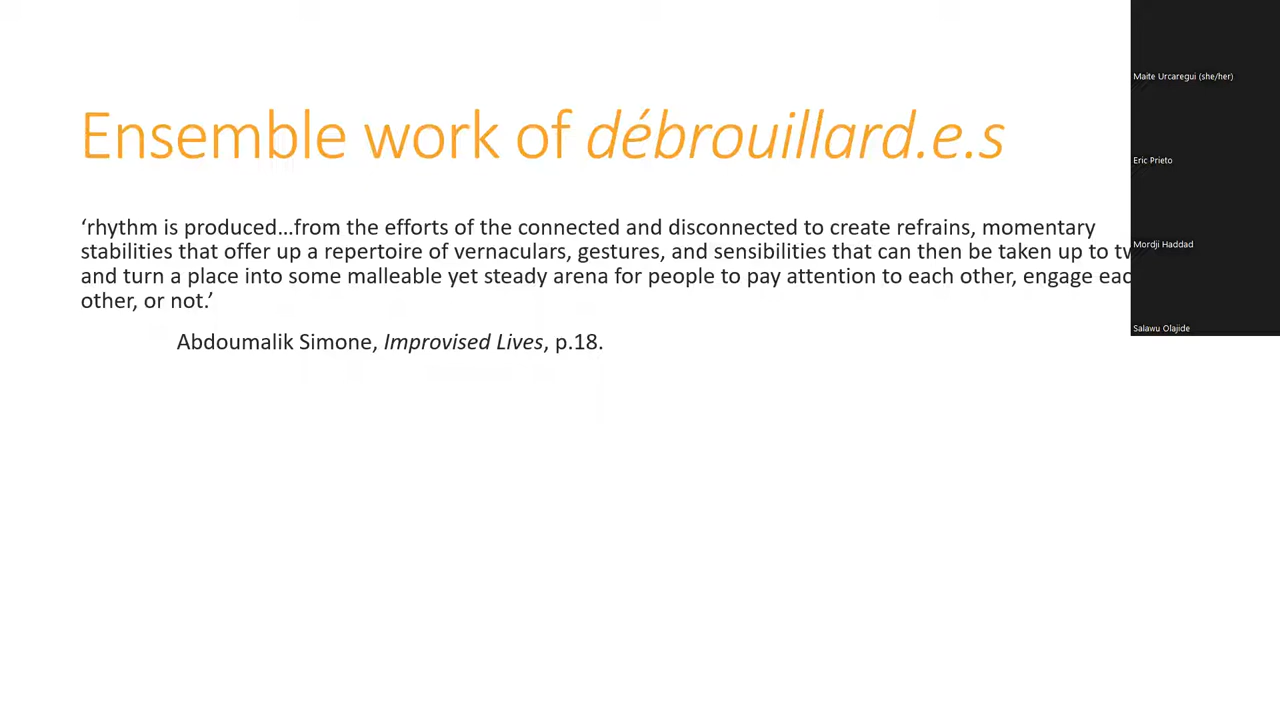 Ensemble work of débrouillard.e.s
‘rhythm is produced…from the efforts of the connected and disconnected to create refrains, momentary
stabilities that offer up a repertoire of vernaculars, gestures, and sensibilities that can then be taken up to
and turn a place into some malleable yet steady arena for people to pay attention to each other, engage
other, or not.’
Abdoumalik Simone, Improvised Lives, p.18.
Maite Urcaregui (she/her)
Eric Prieto
Mordji Haddad
Salawu Olajide